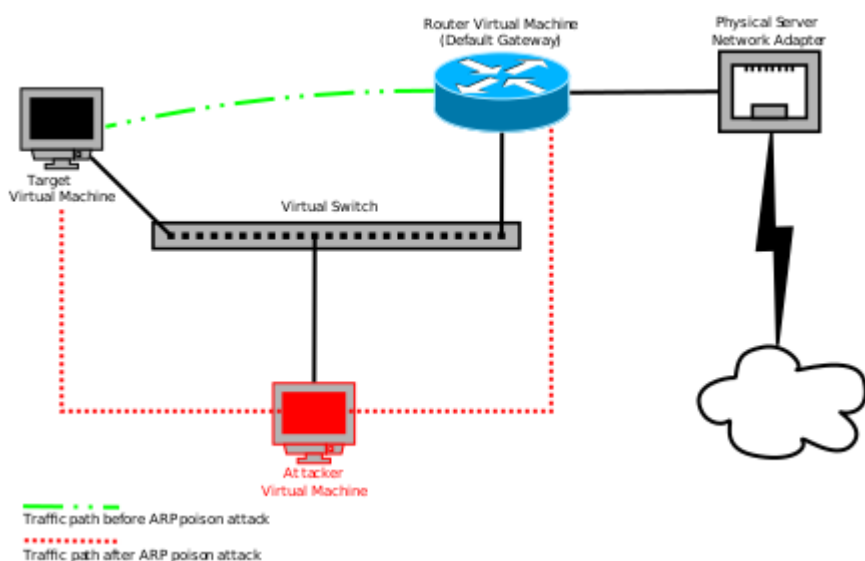 Router Virtual Machine
(Default Gateway)
Physical Server
Network Adapter
Target
Virtual Machine
Virtual Switch
Attacker
Virtual Machine
Traffic path before ARP poison attack
Traffic path after ARP poison attack